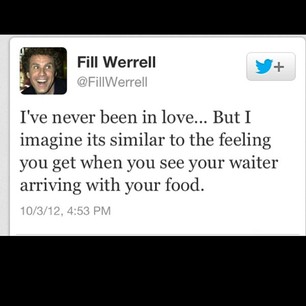 Fill Werrell
@FillWerrell
I've never been in love... But I
imagine its similar to the feeling
you get when you see your waiter
arriving with your food.
10/3/12, 4:53 PM